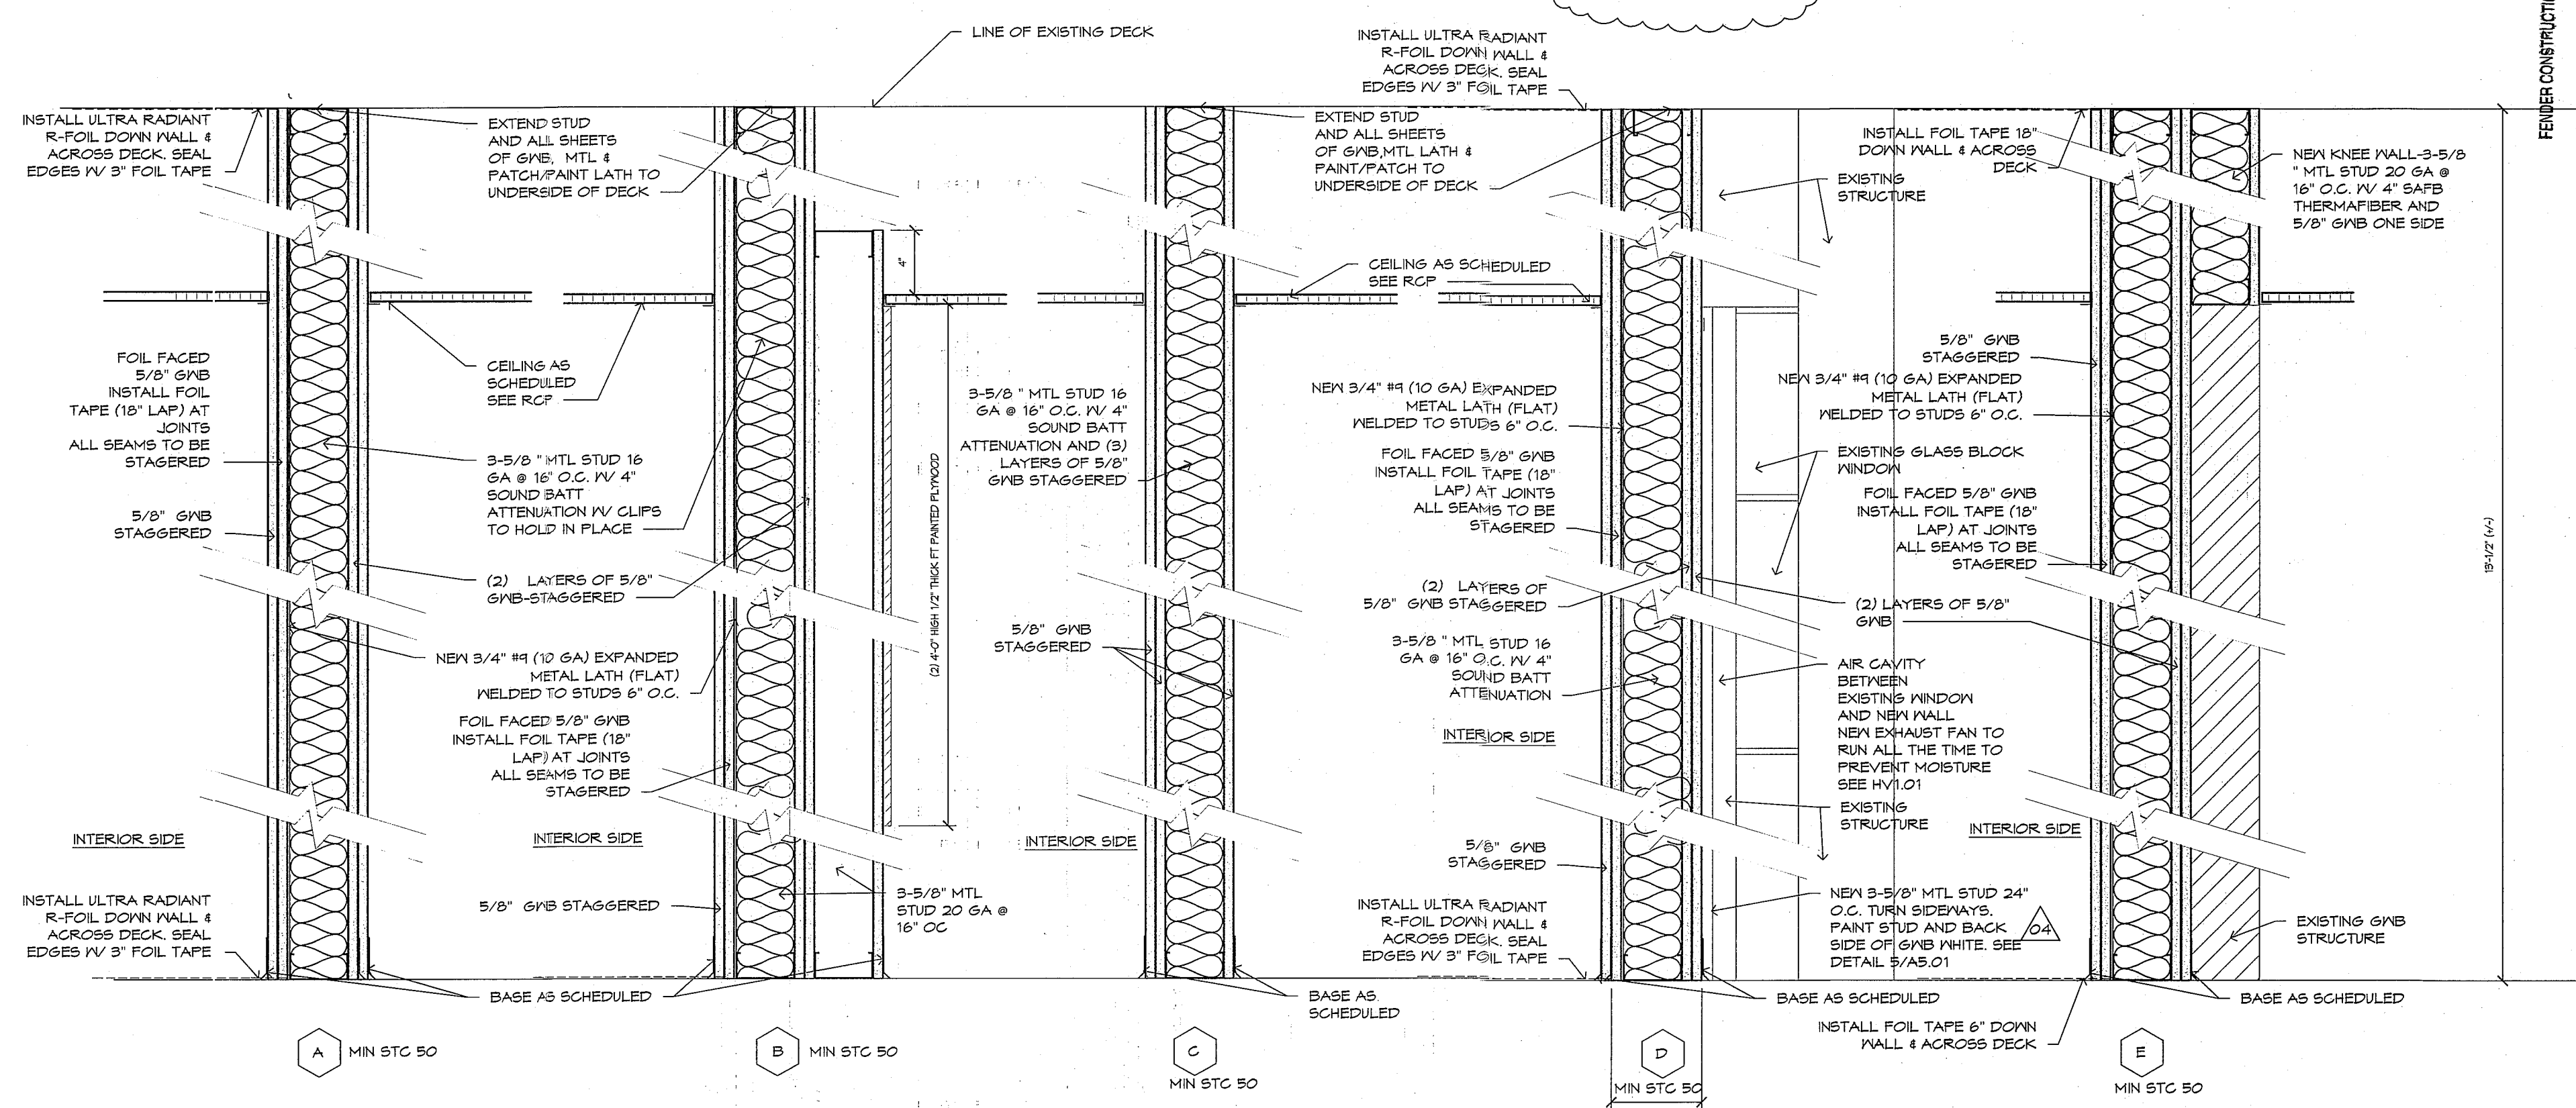 LINE OF EXISTING DECK
FENDER CONSTRUCTI
INSTALL ULTRA RADIANT
R-FOIL DOWN WALL &
ACROSS DECK. SEAL
EDGES W/ 3" FOIL TAPE
EXTEND STUD
AND ALL SHEETS
OF GWB, MTL &
PATCH/PAINT LATH TO
UNDERSIDE OF DECK
INSTALL ULTRA RADIANT
R-FOIL DOWN WALL &
ACROSS DECK. SEAL
EDGES W/ 3" FOIL TAPE
EXTEND STUD
AND ALL SHEETS
OF GWB,MTL LATH &
PAINT/PATCH TO
UNDERSIDE OF DECK
EXISTING
STRUCTURE
INSTALL FOIL TAPE 18"
DOWN WALL & ACROSS
DECK
NEW KNEE WALL-3-5/8
" MTL STUD 20 GA @
16" O.C. W/ 4" SAFB
THERMAFIBER AND
5/8" GWB ONE SIDE
4"
CEILING AS SCHEDULED
SEE RCP
FOIL FACED
5/8" GWB
INSTALL FOIL
TAPE (18" LAP) AT
JOINTS
ALL SEAMS TO BE
STAGERED
5/8" GWB
STAGGERED
CEILING AS
SCHEDULED
SEE RCP
3-5/8 " MTL STUD 16
GA @ 16" O.C. W/ 4"
SOUND BATT
ATTENUATION W/ CLIPS
TO HOLD IN PLACE
(2) LAYERS OF 5/8"
GWB-STAGGERED
NEW 3/4" #9 (10 GA) EXPANDED
METAL LATH (FLAT)
WELDED TO STUDS 6" O.C.
FOIL FACED 5/8" GWB
INSTALL FOIL TAPE (18"
LAP) AT JOINTS
ALL SEAMS TO BE
STAGERED
(2) 4'-0" HIGH 1/2" THICK FT PAINTED PLYWOOD
3-5/8 " MTL STUD 16
GA @ 16" O.C. W/ 4"
SOUND BATT
ATTENUATION AND (3)
LAYERS OF 5/8"
GWB STAGGERED
5/8" GWB
STAGGERED
NEW 3/4" #9 (10 GA) EXPANDED
METAL LATH (FLAT)
WELDED TO STUDS 6" O.C.
FOIL FACED 5/8" GWB
INSTALL FOIL TAPE (18"
LAP) AT JOINTS
ALL SEAMS TO BE
STAGERED
(2) LAYERS OF
5/8" GWB STAGGERED
3-5/8 " MTL STUD 16
GA @ 16" O.C. W/ 4"
SOUND BATT
ATTENUATION
INTERIOR SIDE
5/8" GWB
STAGGERED
5/8" GWB
STAGGERED
NEW 3/4" #9 (10 GA) EXPANDED
METAL LATH (FLAT)
WELDED TO STUDS 6" O.C.
EXISTING GLASS BLOCK
WINDOW
FOIL FACED 5/8" GWB
INSTALL FOIL TAPE (18"
LAP) AT JOINTS
ALL SEAMS TO BE
STAGERED
(2) LAYERS OF 5/8"
GWB
AIR CAVITY
BETWEEN
EXISTING WINDOW
AND NEW WALL
NEW EXHAUST FAN TO
RUN ALL THE TIME TO
PREVENT MOISTURE
SEE HV1.01
EXISTING
STRUCTURE
INTERIOR SIDE
13'-1/2" (+/-)
INTERIOR SIDE
INTERIOR SIDE
INTERIOR SIDE
INSTALL ULTRA RADIANT
R-FOIL DOWN WALL &
ACROSS DECK. SEAL
EDGES W/ 3" FOIL TAPE
5/8" GWB STAGGERED
3-5/8" MTL
STUD 20 GA @
16" OC
INSTALL ULTRA RADIANT
R-FOIL DOWN WALL &
ACROSS DECK. SEAL
EDGES W/ 3" FOIL TAPE
NEW 3-5/8" MTL STUD 24"
O.C. TURN SIDEWAYS.
PAINT STUD AND BACK
SIDE OF GWB WHITE. SEE
DETAIL 5/A5.01
04
EXISTING GWB
STRUCTURE
BASE AS SCHEDULED
BASE AS
SCHEDULED
BASE AS SCHEDULED
BASE AS SCHEDULED
INSTALL FOIL TAPE 6" DOWN
WALL & ACROSS DECK
A MIN STC 50
B MIN STC 50
C
MIN STC 50
D
MIN STC 50
E
MIN STC 50